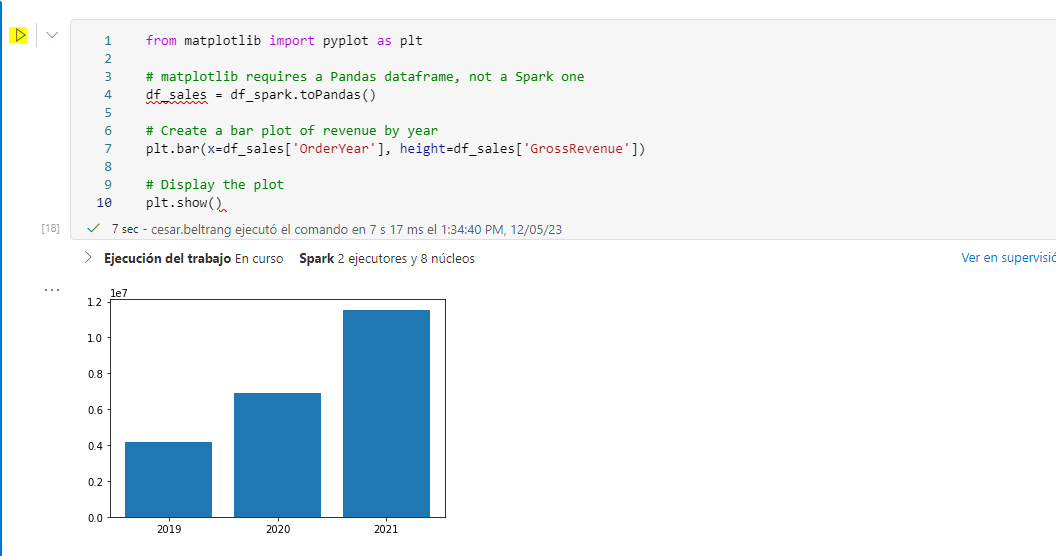 1 from matplotlib import pyplot as plt
2
3 # matplotlib requires a Pandas dataframe, not a Spark one
4 df_sales = df_spark.toPandas()
5
6 # Create a bar plot of revenue by year
7 plt.bar(x=df_sales['OrderYear'], height=df_sales['GrossRevenue'])
8
9 # Display the plot
10 plt.show()
[18] 7 sec - cesar.beltrang ejecutó el comando en 7 s 17 ms el 1:34:40 PM, 12/05/23
Ejecución del trabajo En curso Spark 2 ejecutores y 8 núcleos Ver en supervisió
...
1e7
1.2
1.0
0.8
0.6
0.4
0.2
0.0
2019 2020 2021